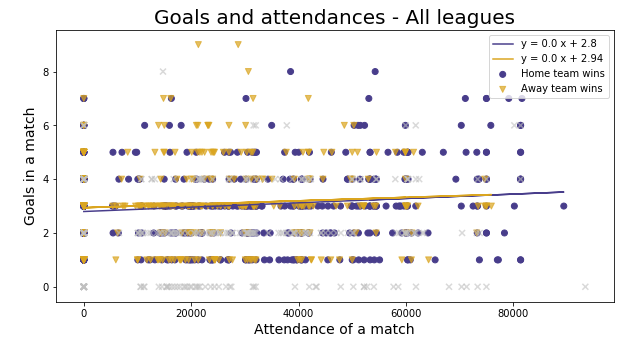 Goals and attendances - All leagues
y = 0.0 x + 2.8
y = 0.0 x + 2.94
Home team wins
Away team wins
Goals in a match
8
6
4
2
0
0 20000 40000 60000 80000
Attendance of a match